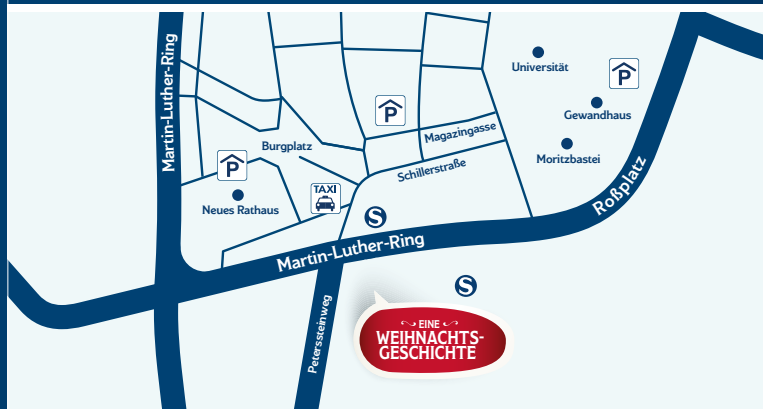 Martin-Luther-Ring
Universität
P
P
Gewandhaus
Magazingasse
Burgplatz
Moritzbastei
P
Schillerstraße
TAXI
Roßplatz
Neues Rathaus
S
Martin-Luther-Ring
S
Peterssteinweg
EINE
WEIHNACHTS-
GESCHICHTE